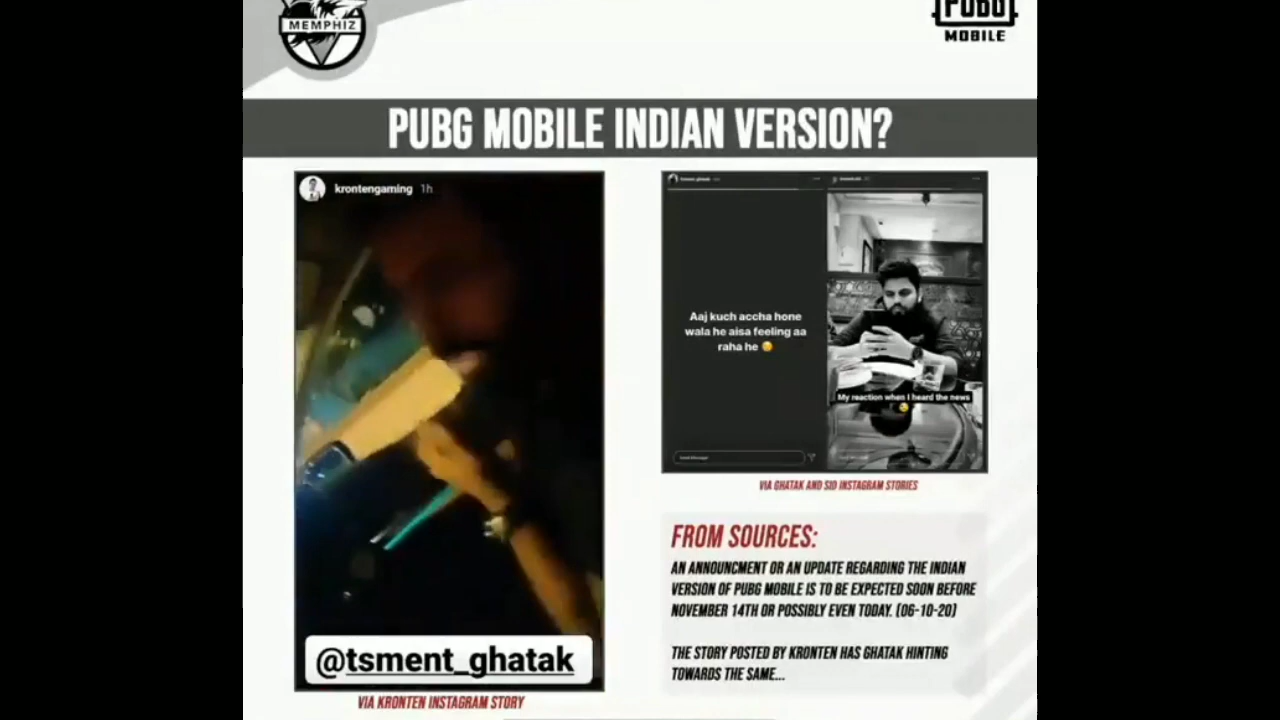 MEMPHIZ
PUBG
MOBILE
PUBG MOBILE INDIAN VERSION?
krontengaming 1h
@tsment_ghatak
VIA KRONTEN INSTAGRAM STORY
Aaj kuch accha hone
wala he aisa feeling aa
raha he
My reaction when I heard the news
VIA GHATAK AND SID INSTAGRAM STORIES
FROM SOURCES:
AN ANNOUNCMENT OR AN UPDATE REGARDING THE INDIAN
VERSION OF PUBG MOBILE IS TO BE EXPECTED SOON BEFORE
NOVEMBER 14TH OR POSSIBLY EVEN TODAY. (06-10-20)
THE STORY POSTED BY KRONTEN HAS GHATAK HINTING
TOWARDS THE SAME...